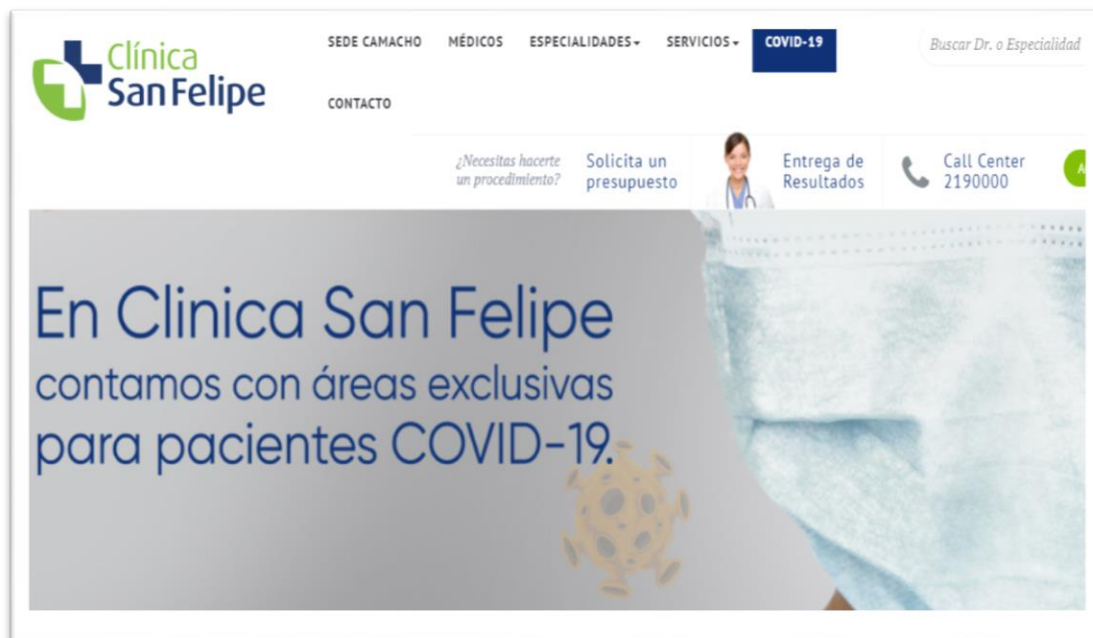 Clínica
San Felipe
SEDE CAMACHO MÉDICOS ESPECIALIDADES SERVICIOS COVID-19 Buscar Dr. o Especialidad
CONTACTO
¿Necesitas hacerte
un procedimiento?
Solicita un
presupuesto
Entrega de
Resultados
Call Center
2190000
En Clinica San Felipe
contamos con áreas exclusivas
para pacientes COVID-19.